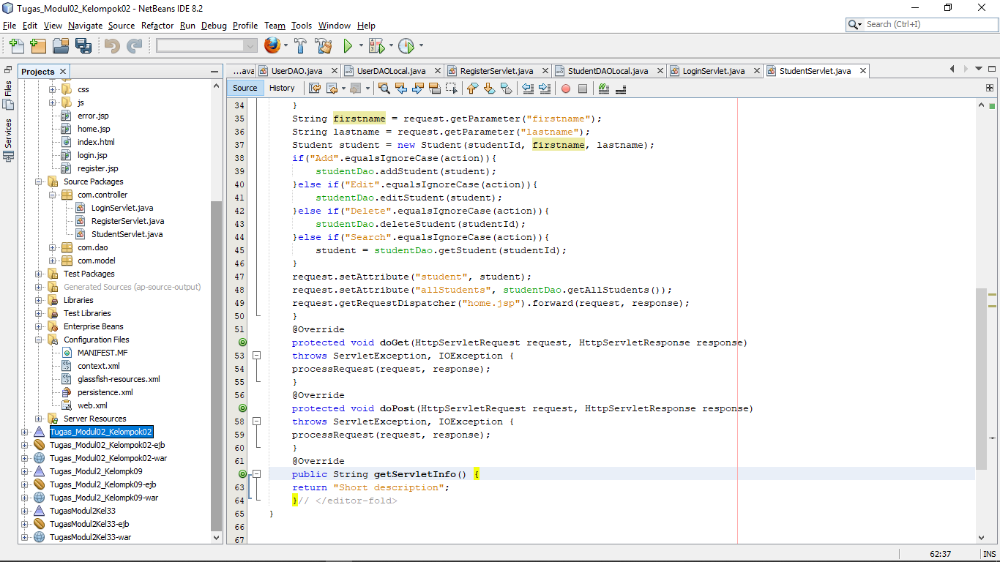 Tugas_Modul02_Kelompok02 - NetBeans IDE 8.2
File Edit View Navigate Source Refactor Run Debug Profile Team Tools Window Help
Search (Ctrl+I)
Files
Services
Projects
css
js
error.jsp
home.jsp
index.html
login.jsp
register.jsp
Source Packages
com.controller
LoginServlet.java
RegisterServlet.java
StudentServlet.java
com.dao
com.model
Test Packages
Generated Sources (ap-source-output)
Libraries
Test Libraries
Enterprise Beans
Configuration Files
MANIFEST.MF
context.xml
glassfish-resources.xml
persistence.xml
web.xml
Server Resources
Tugas_Modul02_Kelompok02
Tugas_Modul02_Kelompok02-ejb
Tugas_Modul02_Kelompok02-war
Tugas_Modul2_Kelompk09
Tugas_Modul2_Kelompk09-ejb
Tugas_Modul2_Kelompk09-war
TugasModul2Kel33
TugasModul2Kel33-ejb
TugasModul2Kel33-war
...ava UserDAO.java UserDAOLocal.java RegisterServlet.java StudentDAOLocal.java LoginServlet.java StudentServlet.java
Source History
34 }
35 String firstname = request.getParameter("firstname");
36 String lastname = request.getParameter("lastname");
37 Student student = new Student(studentId, firstname, lastname);
38 if("Add".equalsIgnoreCase(action)){
39 studentDao.addStudent(student);
40 }else if("Edit".equalsIgnoreCase(action)){
41 studentDao.editStudent(student);
42 }else if("Delete".equalsIgnoreCase(action)){
43 studentDao.deleteStudent(studentId);
44 }else if("Search".equalsIgnoreCase(action)){
45 student = studentDao.getStudent(studentId);
46 }
47 request.setAttribute("student", student);
48 request.setAttribute("allStudents", studentDao.getAllStudents());
49 request.getRequestDispatcher("home.jsp").forward(request, response);
50 }
51 @Override
protected void doGet(HttpServletRequest request, HttpServletResponse response)
53 throws ServletException, IOException {
54 processRequest(request, response);
55 }
56 @Override
protected void doPost(HttpServletRequest request, HttpServletResponse response)
58 throws ServletException, IOException {
59 processRequest(request, response);
60 }
61 @Override
public String getServletInfo() {
63 return "Short description";
64 }// </editor-fold>
65 }
66
67
62:37 INS